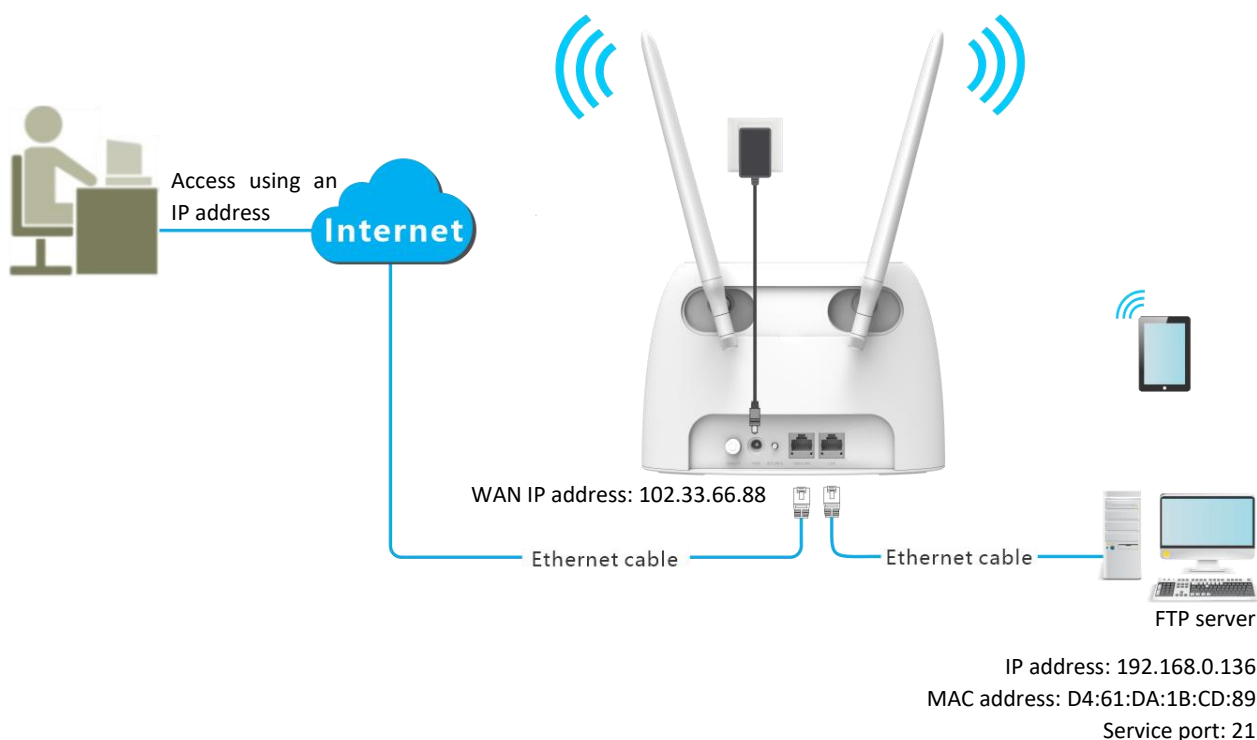 Access using an
IP address
Internet
WAN IP address: 102.33.66.88
Ethernet cable
Ethernet cable
FTP server
IP address: 192.168.0.136
MAC address: D4:61:DA:1B:CD:89
Service port: 21